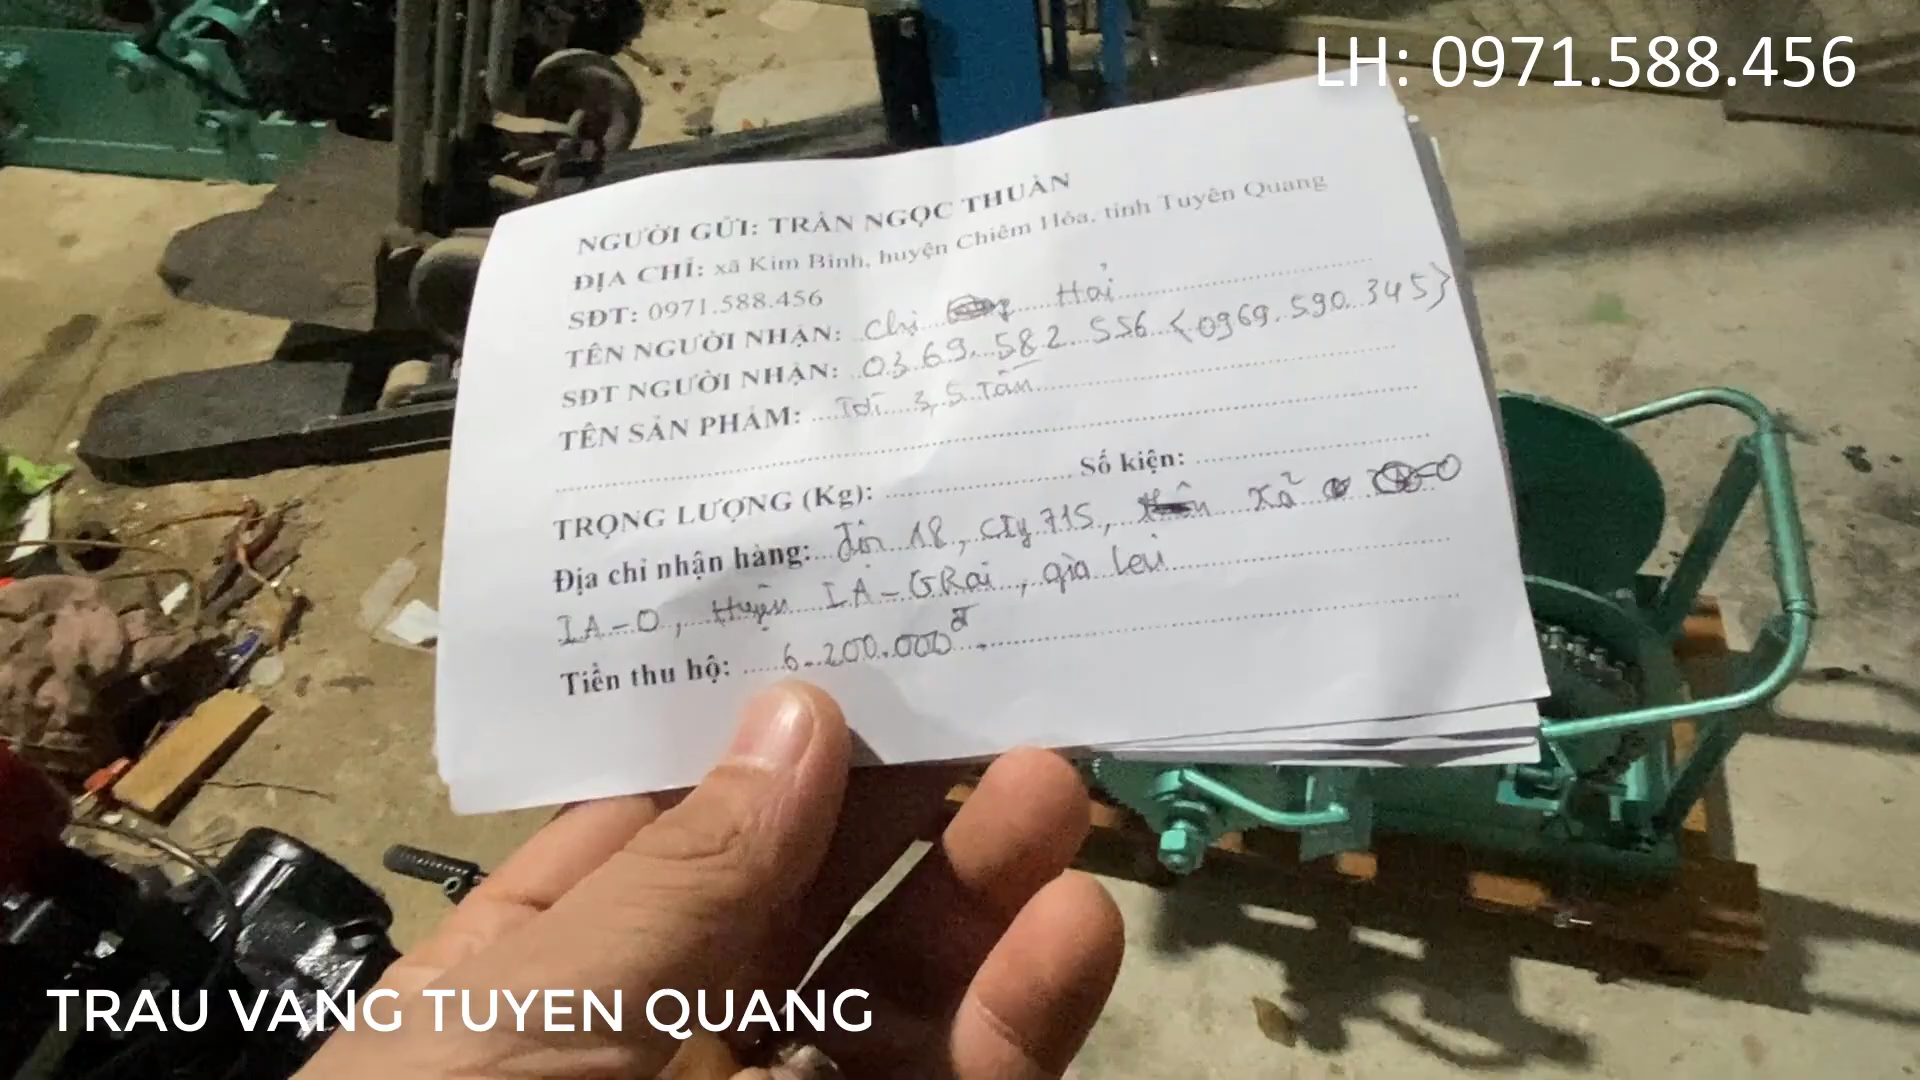 LH: 0971.588.456
NGƯỜI GỬI: TRẦN NGỌC THUẬN
ĐỊA CHỈ: xã Kim Bình, huyện Chiêm Hóa, tỉnh Tuyên Quang
SĐT: 0971.588.456
TÊN NGƯỜI NHẬN: Chị Hải
SĐT NGƯỜI NHẬN: 0369.582.556 <0969.590.345>
TÊN SẢN PHẨM: Tời 3,5 Tấn
TRỌNG LƯỢNG (Kg): Số kiện:
Địa chỉ nhận hàng: đội 18, cty 715, xã
IA-O, Huyện IA-GRai, gia lai
Tiền thu hộ: 6.200.000đ
TRAU VANG TUYEN QUANG